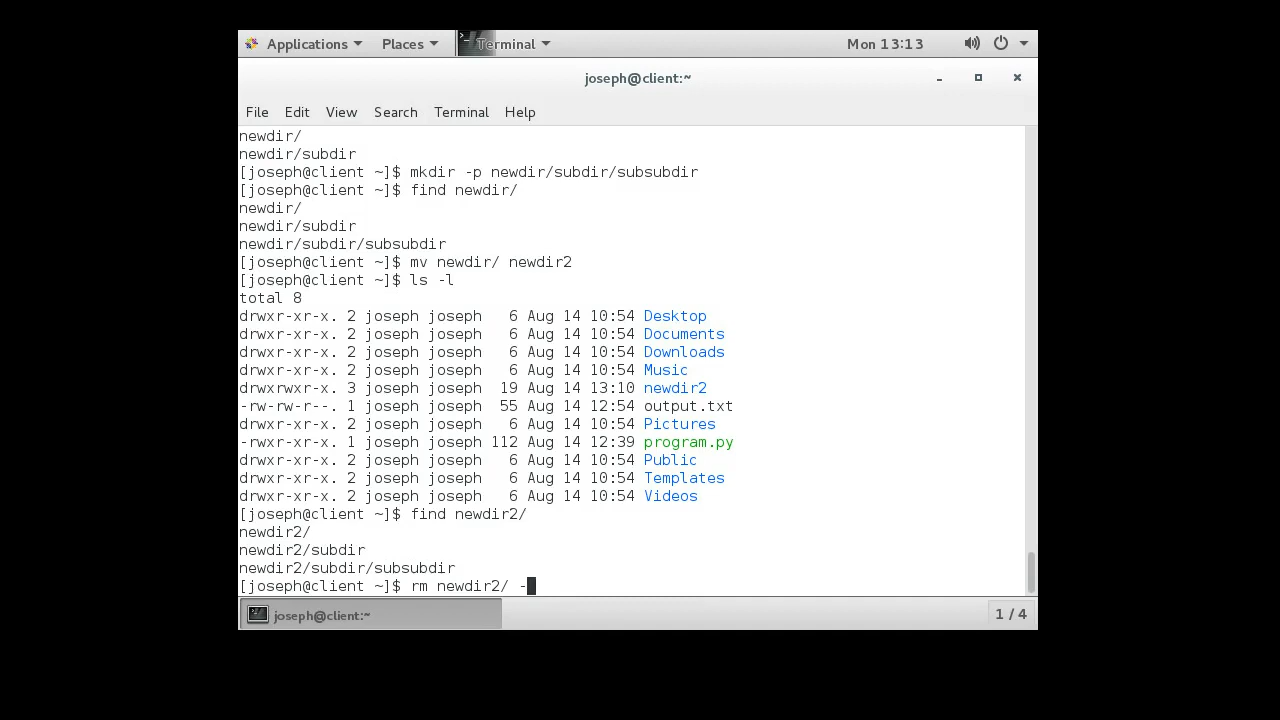 Applications Places Terminal Mon 13:13
joseph@client:~
File Edit View Search Terminal Help
newdir/
newdir/subdir
[joseph@client ~]$ mkdir -p newdir/subdir/subsubdir
[joseph@client ~]$ find newdir/
newdir/
newdir/subdir
newdir/subdir/subsubdir
[joseph@client ~]$ mv newdir/ newdir2
[joseph@client ~]$ ls -l
total 8
drwxr-xr-x. 2 joseph joseph   6 Aug 14 10:54 Desktop
drwxr-xr-x. 2 joseph joseph   6 Aug 14 10:54 Documents
drwxr-xr-x. 2 joseph joseph   6 Aug 14 10:54 Downloads
drwxr-xr-x. 2 joseph joseph   6 Aug 14 10:54 Music
drwxrwxr-x. 3 joseph joseph  19 Aug 14 13:10 newdir2
-rw-rw-r--. 1 joseph joseph  55 Aug 14 12:54 output.txt
drwxr-xr-x. 2 joseph joseph   6 Aug 14 10:54 Pictures
-rwxr-xr-x. 1 joseph joseph 112 Aug 14 12:39 program.py
drwxr-xr-x. 2 joseph joseph   6 Aug 14 10:54 Public
drwxr-xr-x. 2 joseph joseph   6 Aug 14 10:54 Templates
drwxr-xr-x. 2 joseph joseph   6 Aug 14 10:54 Videos
[joseph@client ~]$ find newdir2/
newdir2/
newdir2/subdir
newdir2/subdir/subsubdir
[joseph@client ~]$ rm newdir2/ -
joseph@client:~ 1 / 4